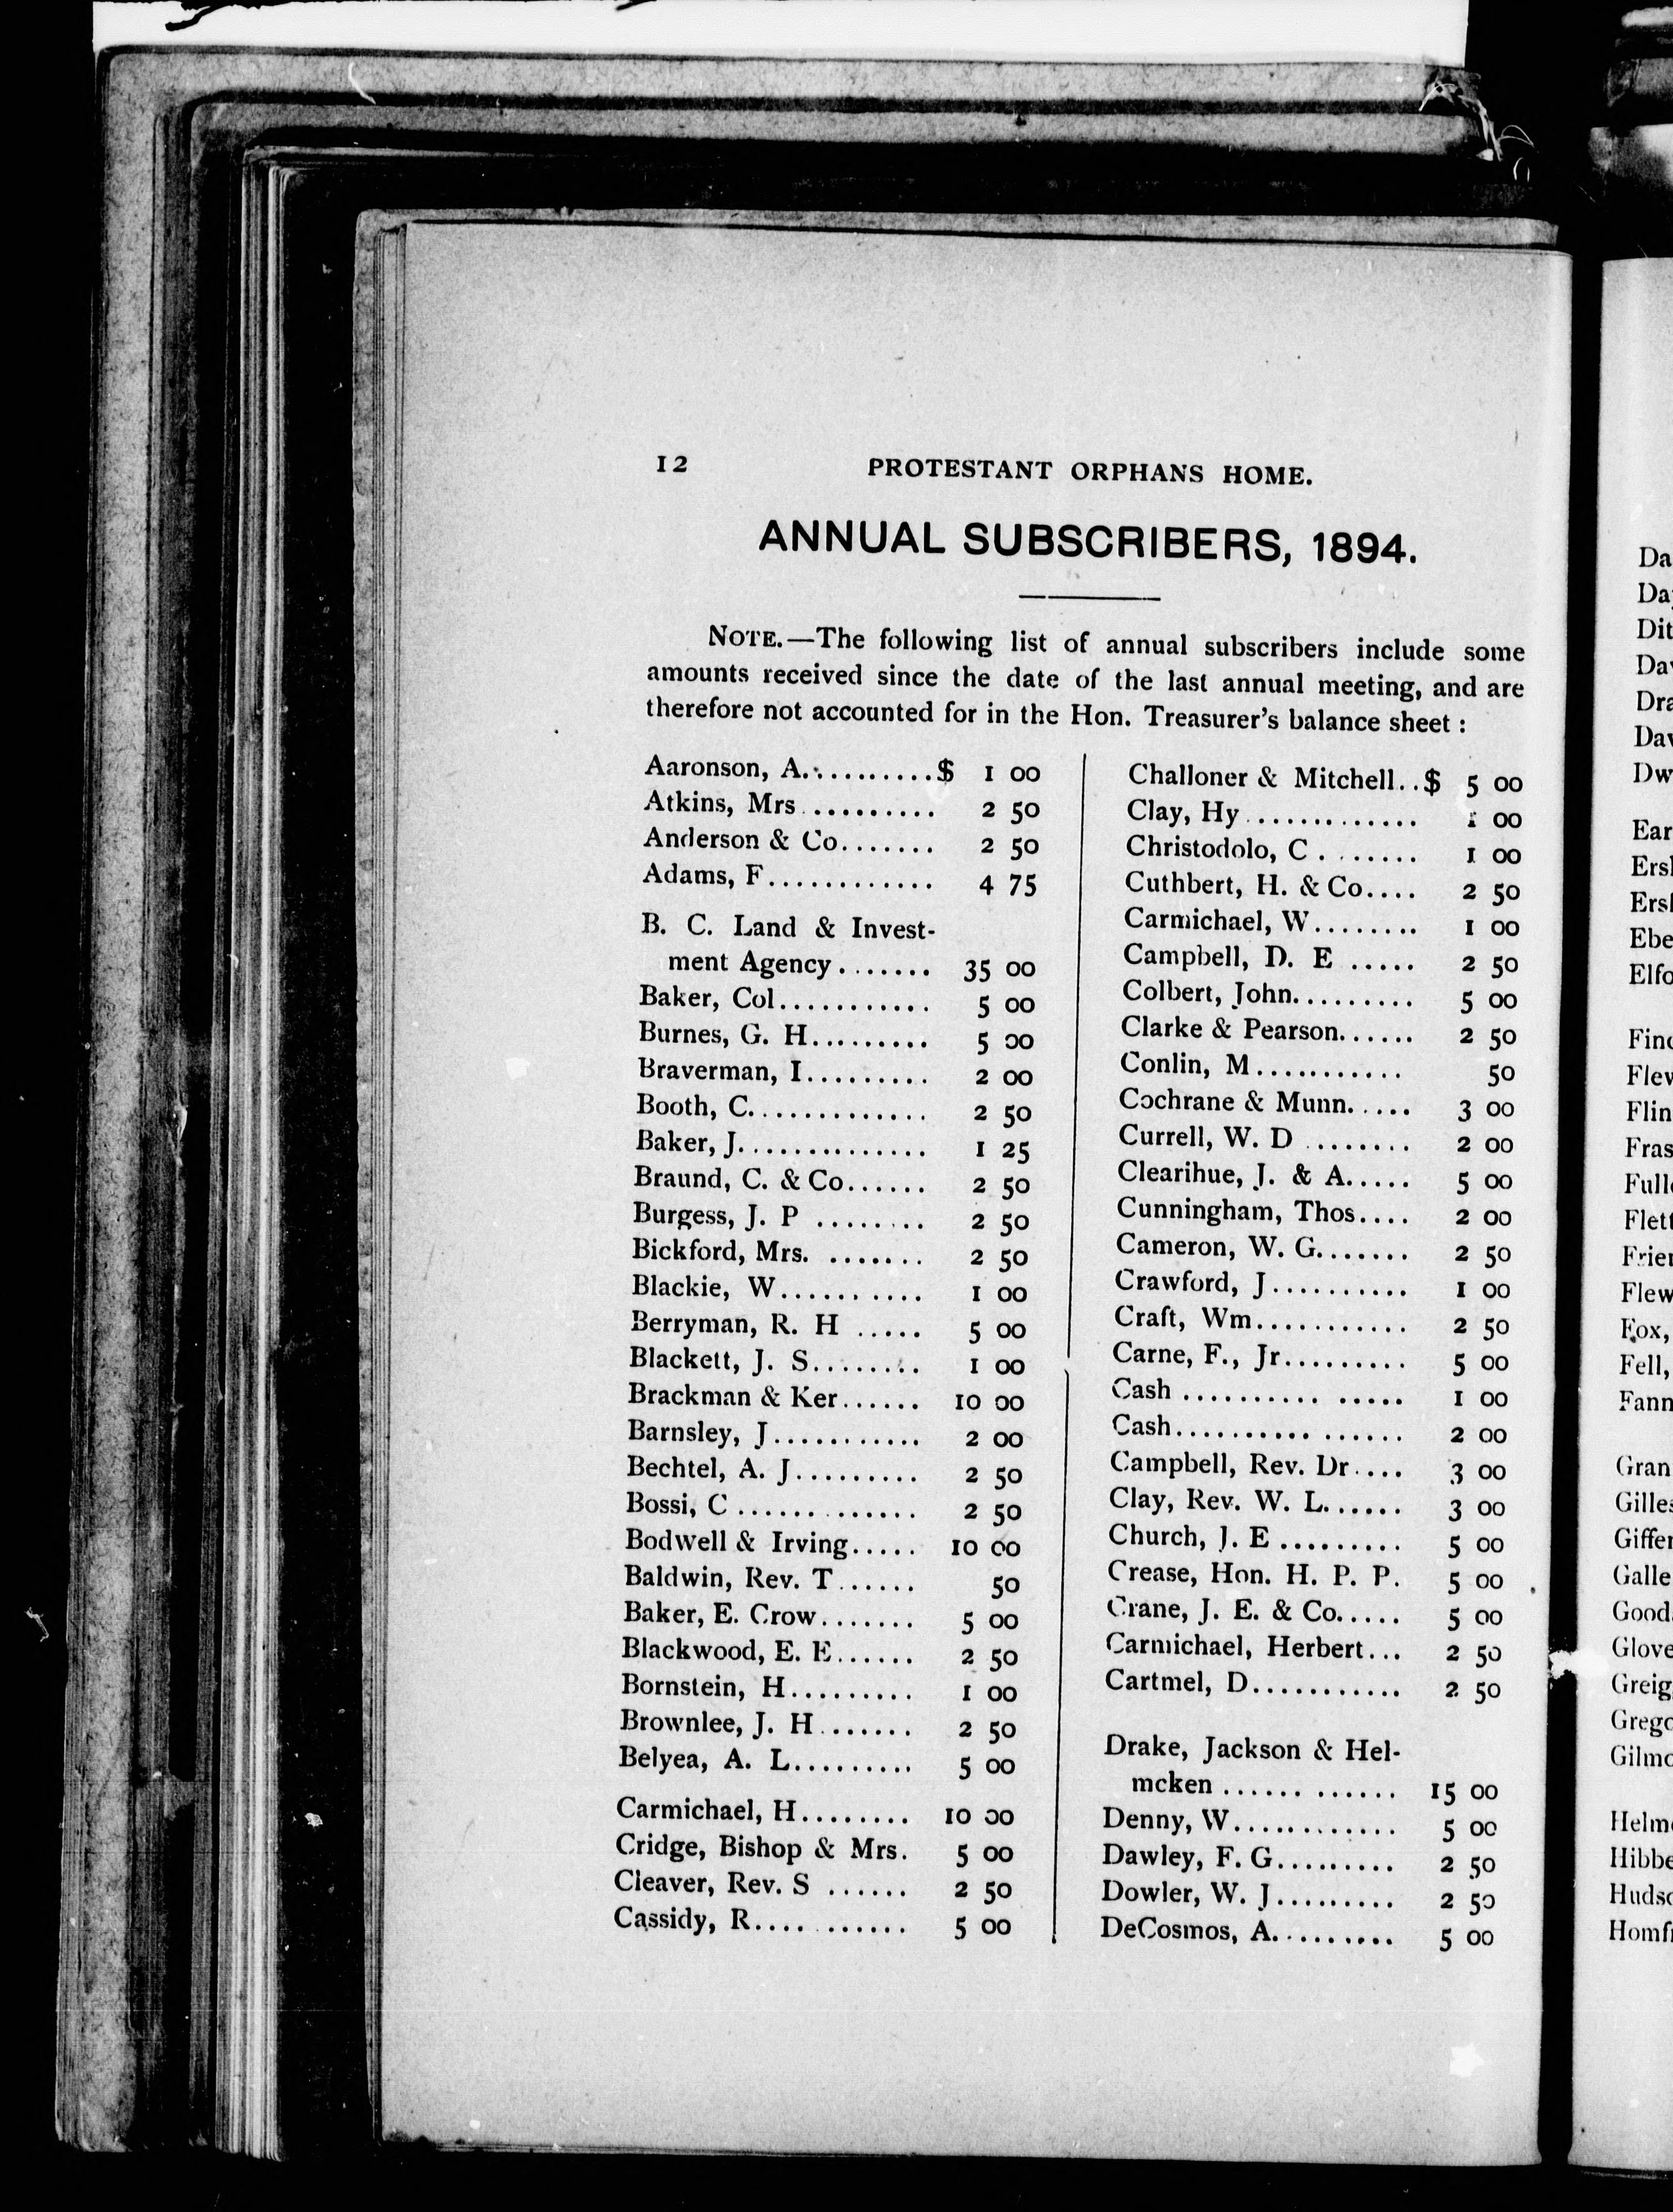 12 PROTESTANT ORPHANS HOME.
ANNUAL SUBSCRIBERS, 1894.
NOTE.—The following list of annual subscribers include some
amounts received since the date of the last annual meeting, and are
therefore not accounted for in the Hon. Treasurer's balance sheet :
Aaronson, A...........$ 1 00
Atkins, Mrs.......... 2 50
Anderson & Co....... 2 50
Adams, F............ 4 75
B. C. Land & Invest-
ment Agency....... 35 00
Baker, Col........... 5 00
Burnes, G. H......... 5 00
Braverman, I......... 2 00
Booth, C............. 2 50
Baker, J.............. 1 25
Braund, C. & Co...... 2 50
Burgess, J. P ........ 2 50
Bickford, Mrs. ....... 2 50
Blackie, W.......... 1 00
Berryman, R. H ..... 5 00
Blackett, J. S........ 1 00
Brackman & Ker...... 10 00
Barnsley, J........... 2 00
Bechtel, A. J......... 2 50
Bossi, C ............. 2 50
Bodwell & Irving..... 10 00
Baldwin, Rev. T...... 50
Baker, E. Crow....... 5 00
Blackwood, E. E...... 2 50
Bornstein, H......... 1 00
Brownlee, J. H....... 2 50
Belyea, A. L......... 5 00
Carmichael, H........ 10 00
Cridge, Bishop & Mrs. 5 00
Cleaver, Rev. S ...... 2 50
Cassidy, R........... 5 00
Challoner & Mitchell..$ 5 00
Clay, Hy............. 1 00
Christodolo, C ........ 1 00
Cuthbert, H. & Co.... 2 50
Carmichael, W........ 1 00
Campbell, D. E ..... 2 50
Colbert, John......... 5 00
Clarke & Pearson...... 2 50
Conlin, M........... 50
Cochrane & Munn..... 3 00
Currell, W. D ........ 2 00
Clearihue, J. & A..... 5 00
Cunningham, Thos.... 2 00
Cameron, W. G....... 2 50
Crawford, J.......... 1 00
Craft, Wm........... 2 50
Carne, F., Jr......... 5 00
Cash .......... ..... 1 00
Cash.......... ...... 2 00
Campbell, Rev. Dr.... 3 00
Clay, Rev. W. L...... 3 00
Church, J. E ......... 5 00
Crease, Hon. H. P. P. 5 00
Crane, J. E. & Co..... 5 00
Carmichael, Herbert... 2 50
Cartmel, D........... 2 50
Drake, Jackson & Hel-
mcken ...... ...... 15 00
Denny, W............ 5 00
Dawley, F. G......... 2 50
Dowler, W. J......... 2 50
DeCosmos, A......... 5 00